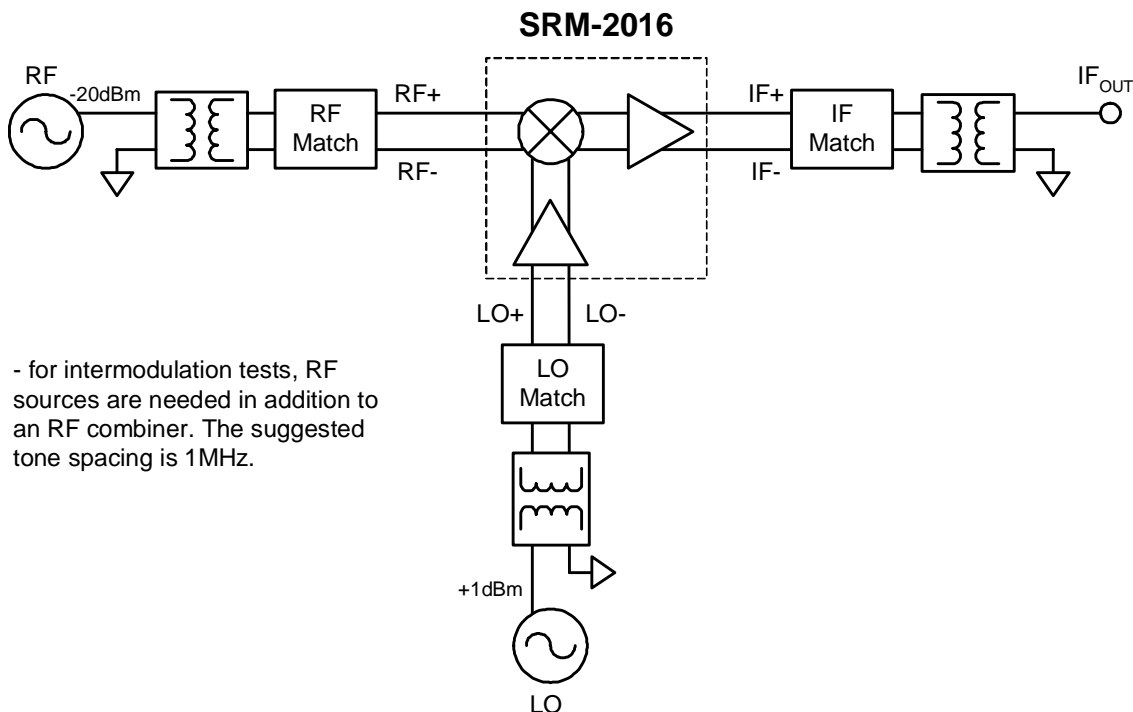 SRM-2016
RF
-20dBm
RF
Match
RF+
RF-
IF+
IF-
IF
Match
IFOUT
LO+
LO-
LO
Match
+1dBm
LO
- for intermodulation tests, RF
sources are needed in addition to
an RF combiner. The suggested
tone spacing is 1MHz.